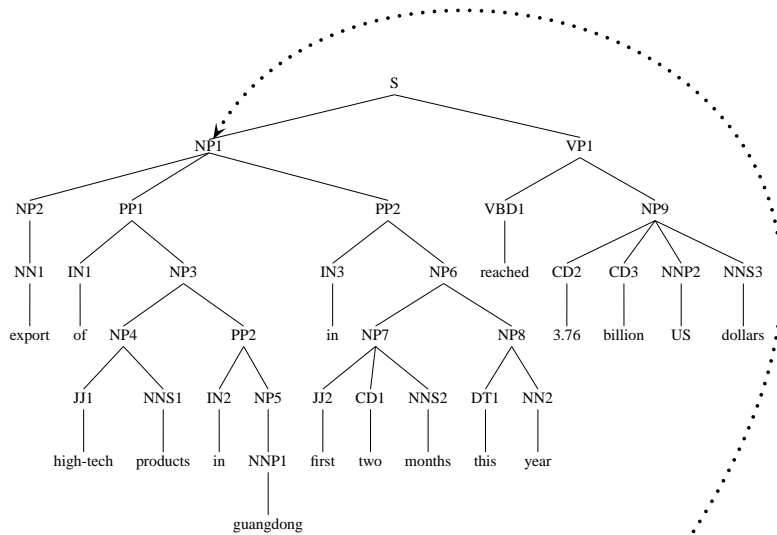 S
NP1 VP1
NP2 PP1 PP2 VBD1 NP9
NN1 IN1 NP3 IN3 NP6 reached CD2 CD3 NNP2 NNS3
export of NP4 PP2 in NP7 NP8 3.76 billion US dollars
JJ1 NNS1 IN2 NP5 JJ2 CD1 NNS2 DT1 NN2
high-tech products in NNP1 first two months this year
guangdong